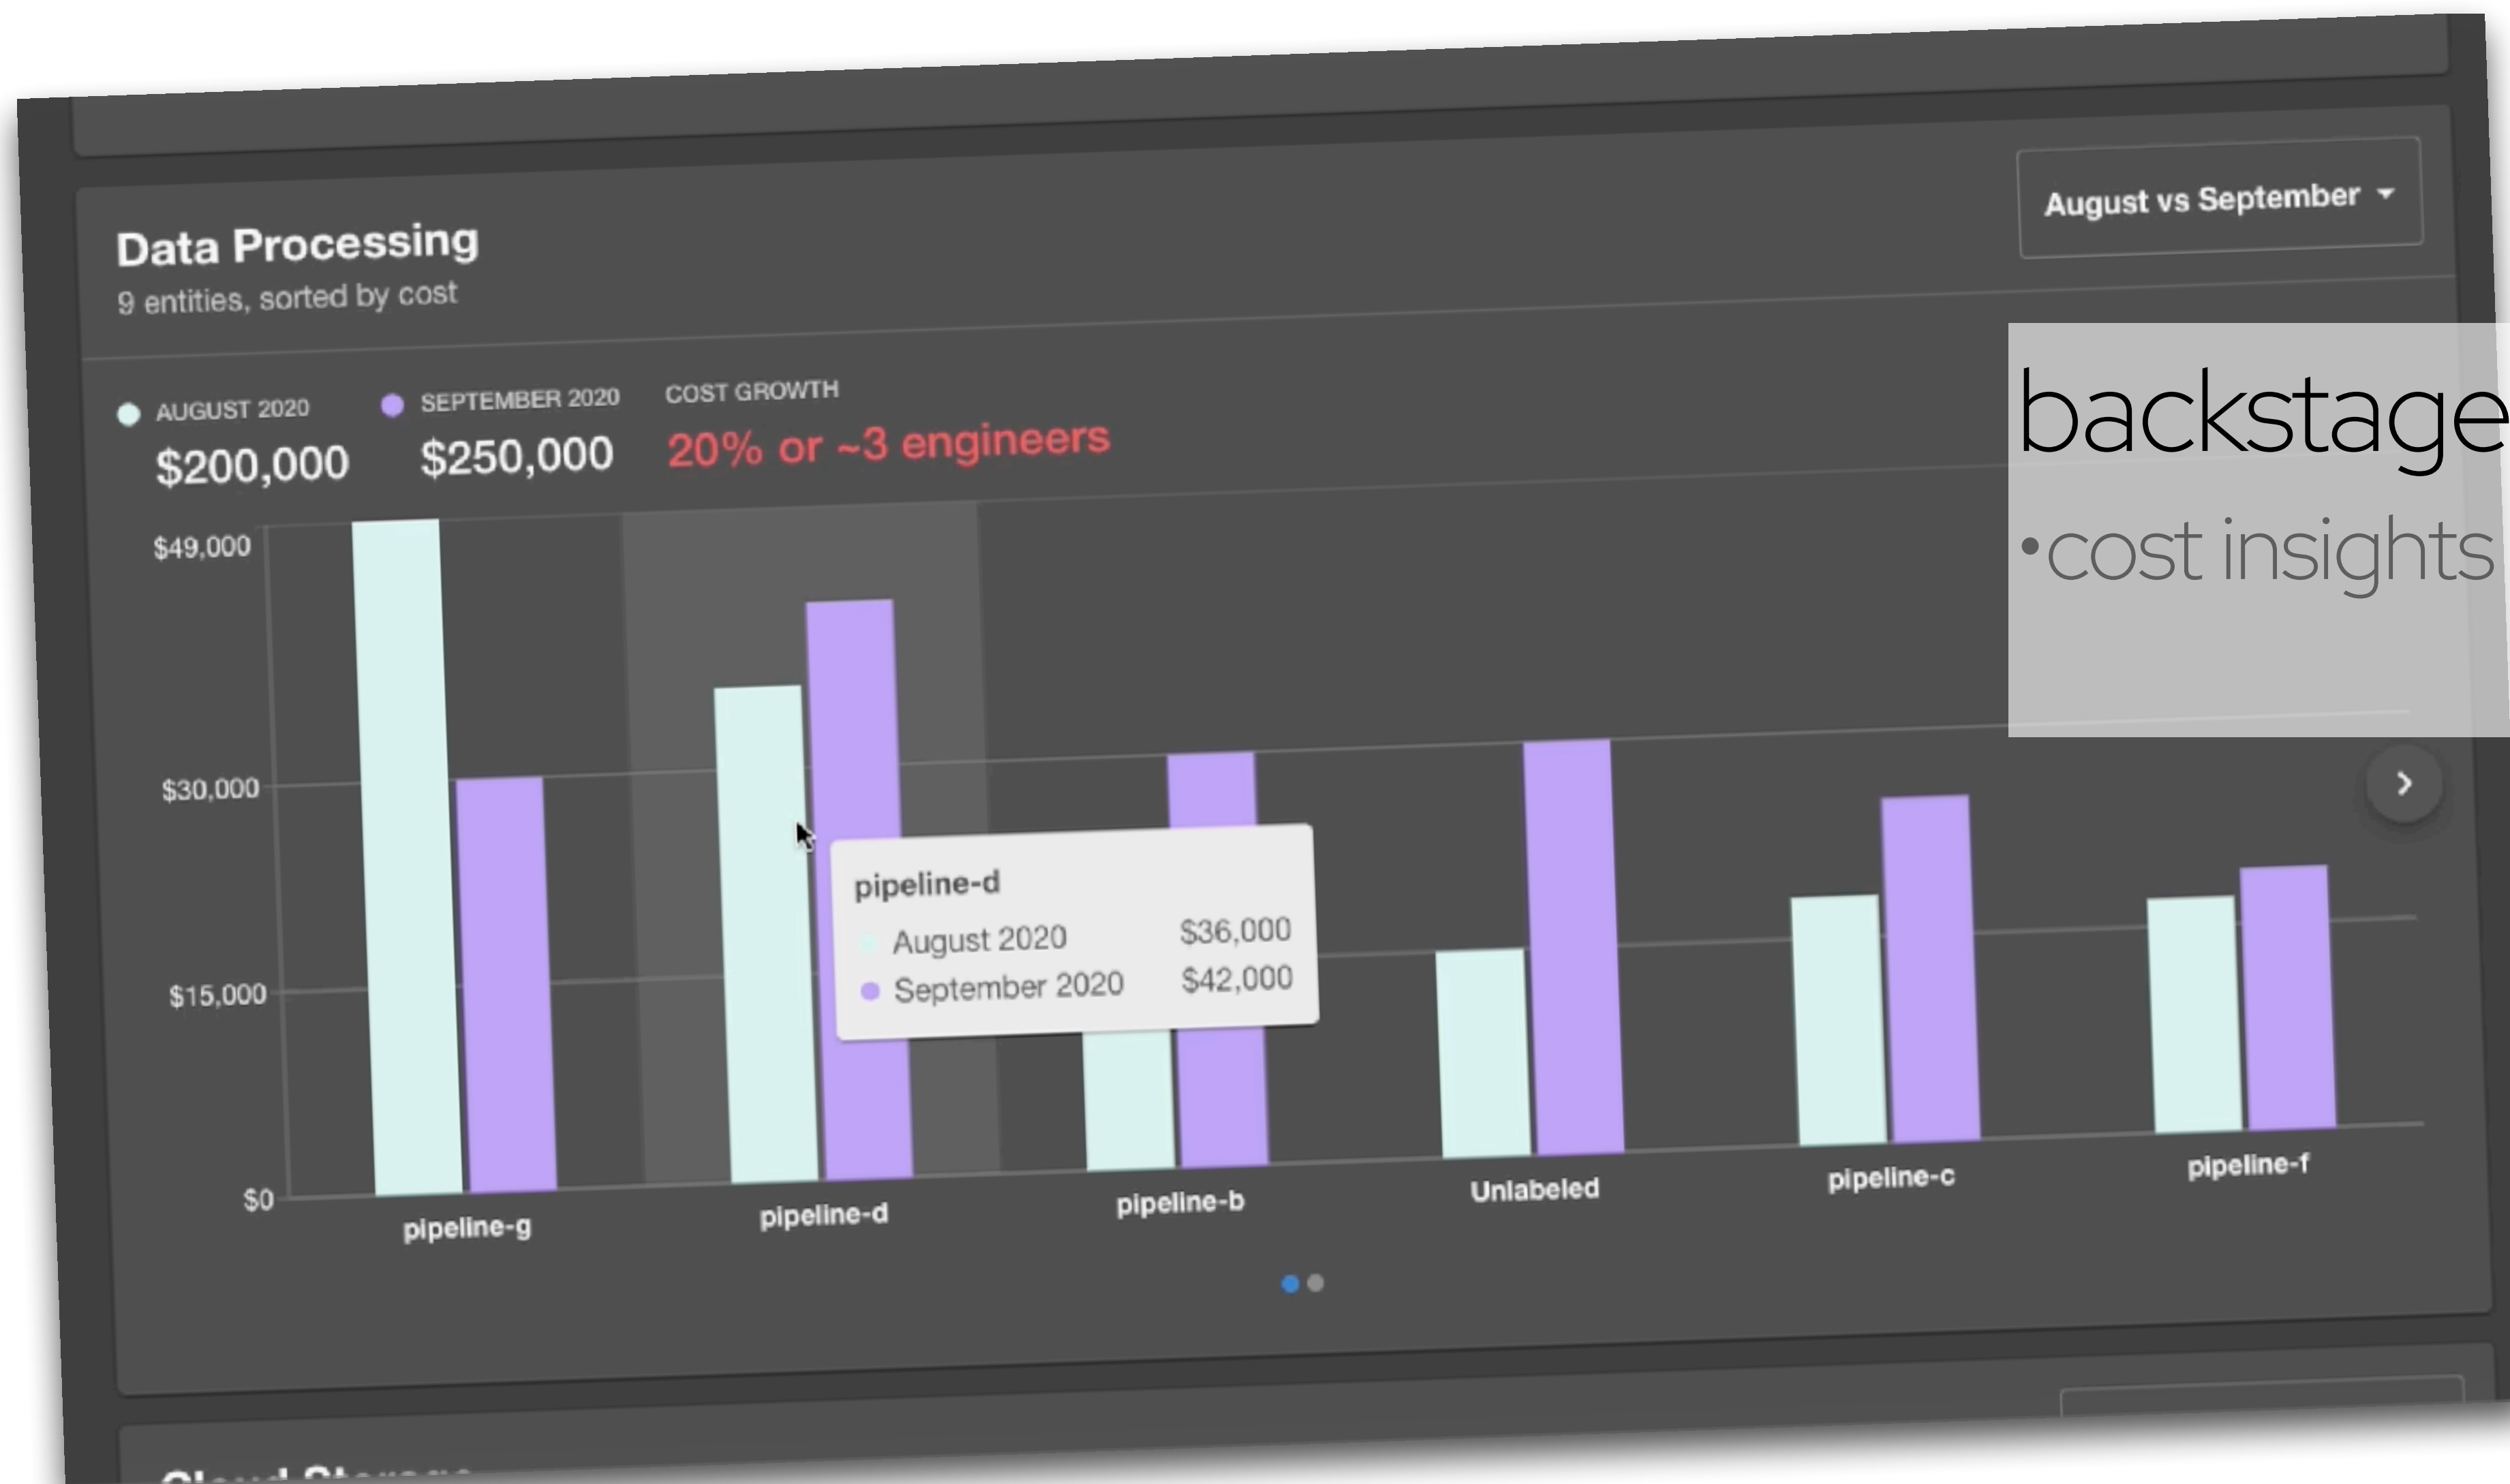 August vs September
Data Processing
9 entities, sorted by cost
backstage
•cost insights
AUGUST 2020
SEPTEMBER 2020
COST GROWTH
$200,000
$250,000
20% or ~3 engineers
$49,000
$30,000
$15,000
$0
pipeline-d
August 2020 $36,000
September 2020 $42,000
pipeline-g
pipeline-d
pipeline-b
Unlabeled
pipeline-c
pipeline-f
Cloud Storage